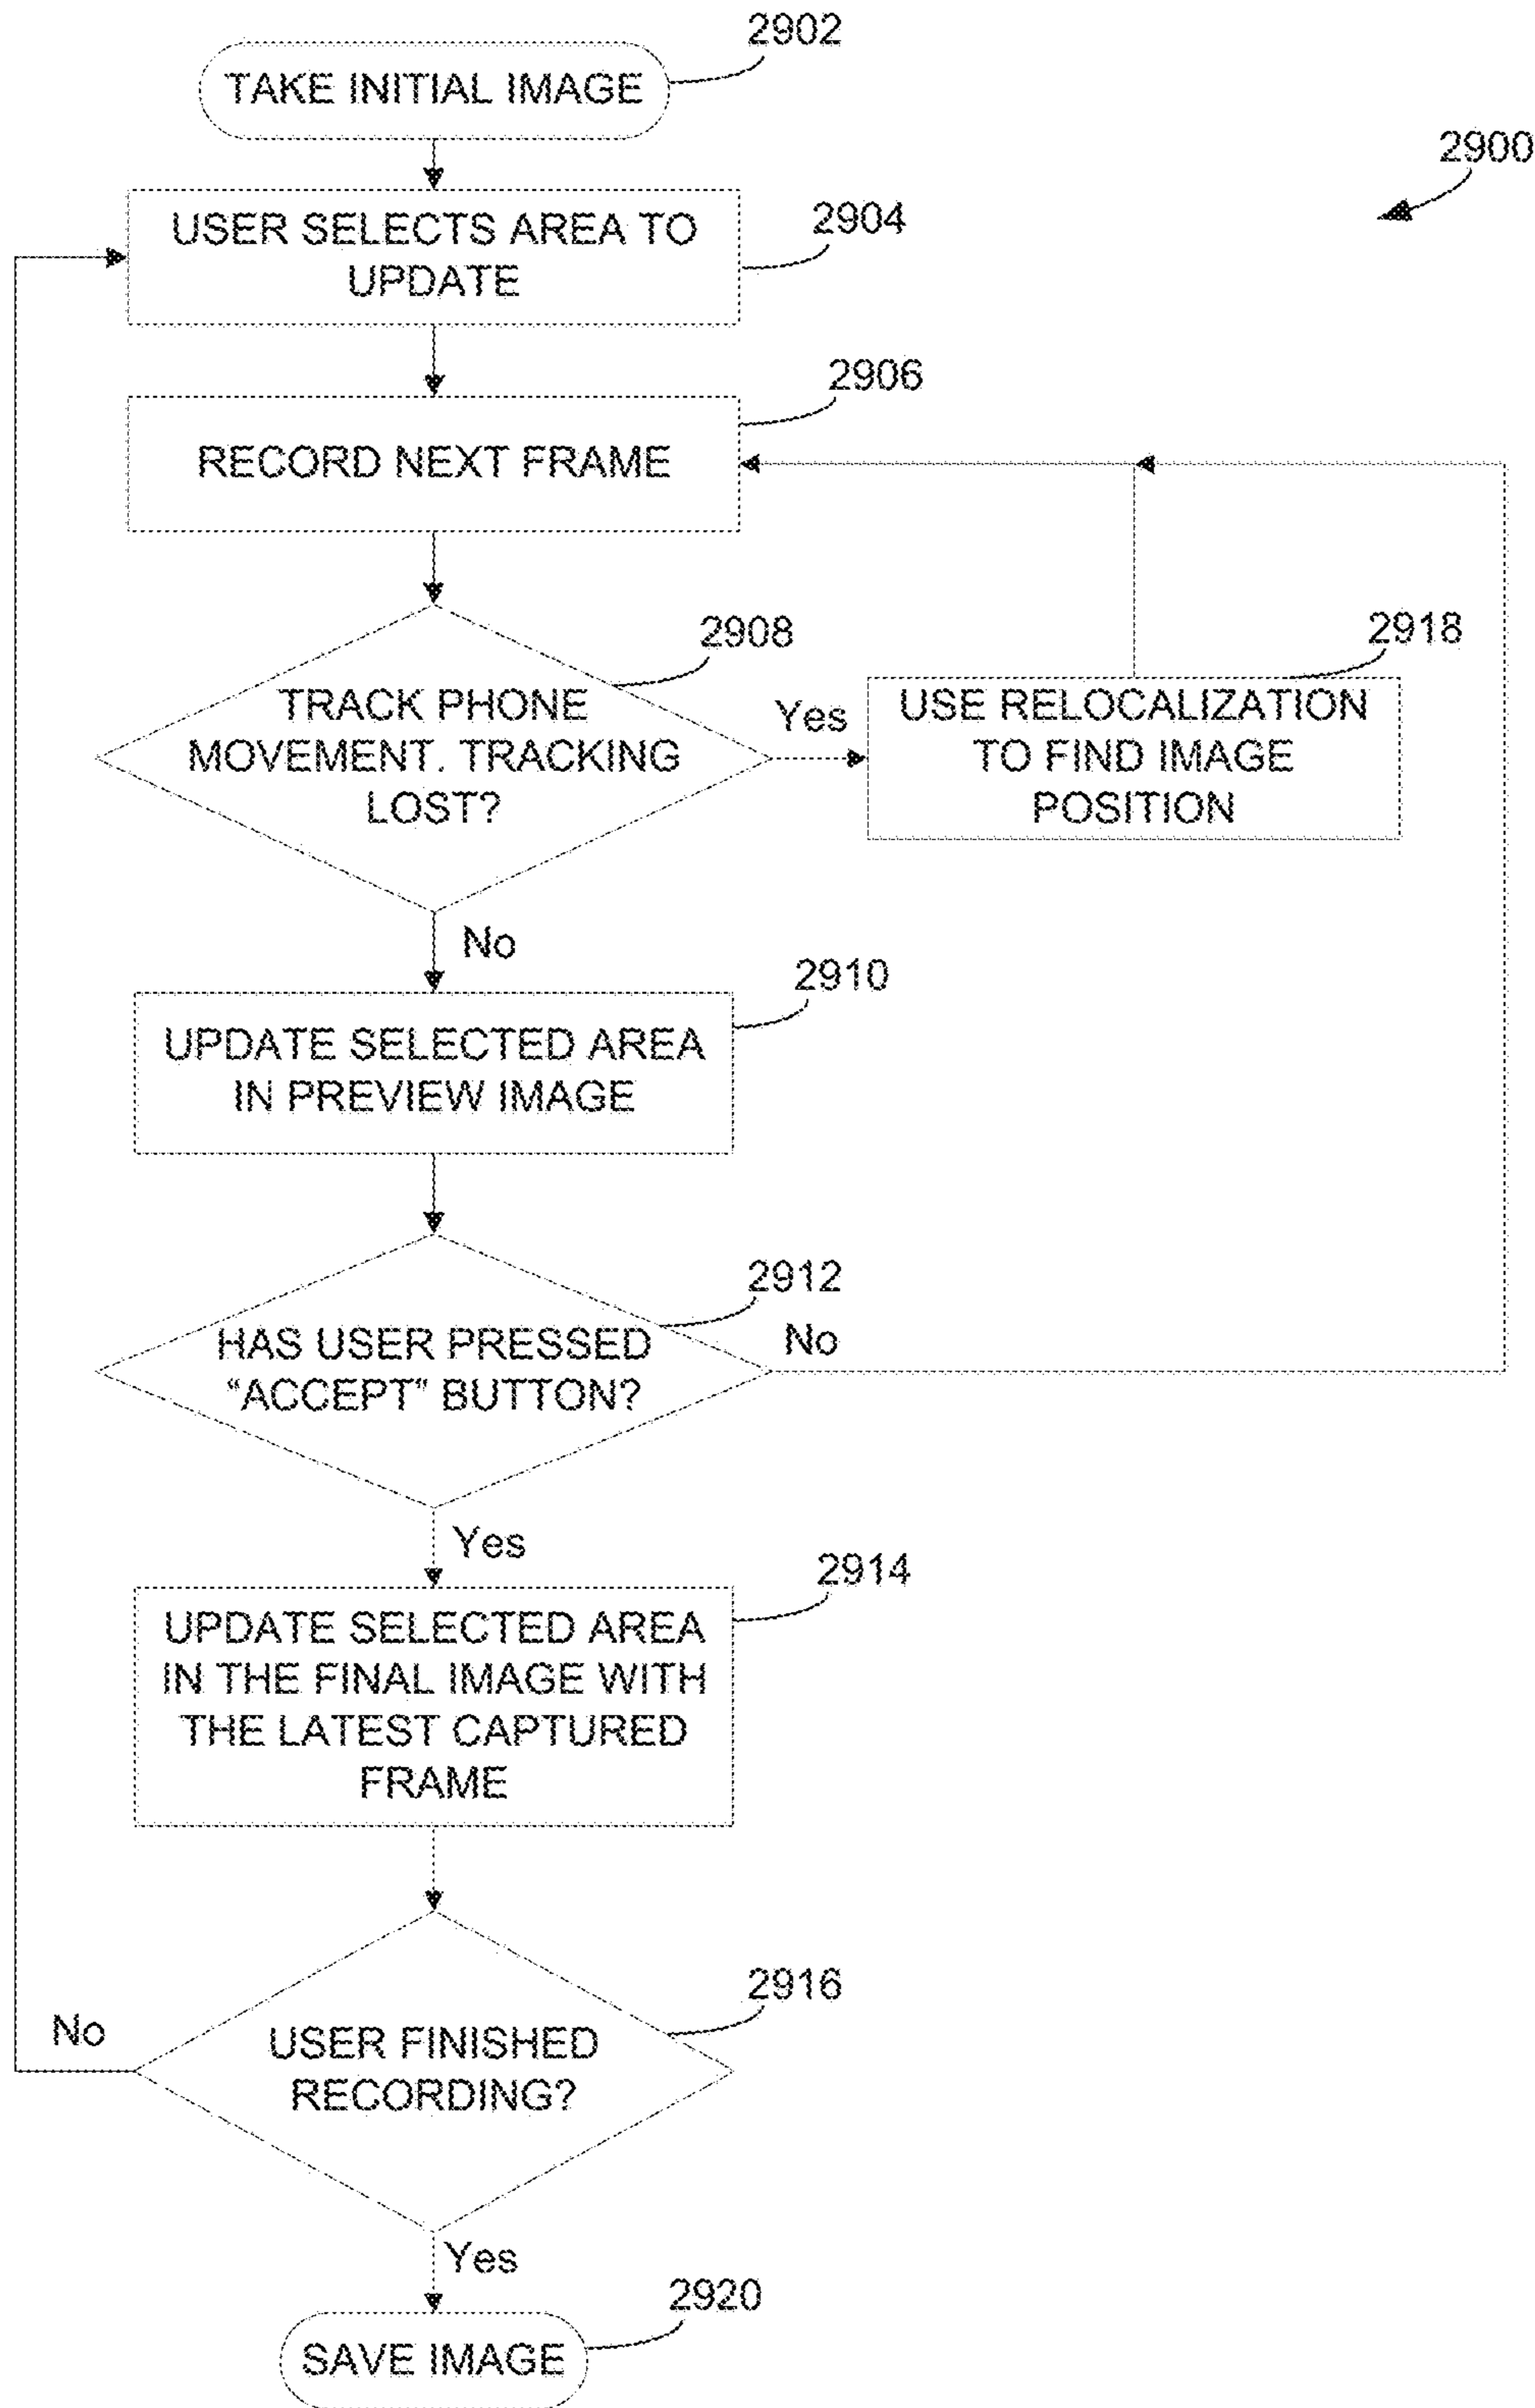 2902
TAKE INITIAL IMAGE
2900
2904
USER SELECTS AREA TO
UPDATE
2906
RECORD NEXT FRAME
2908
TRACK PHONE
MOVEMENT. TRACKING
LOST?
Yes
2918
USE RELOCALIZATION
TO FIND IMAGE
POSITION
No
2910
UPDATE SELECTED AREA
IN PREVIEW IMAGE
2912
HAS USER PRESSED
“ACCEPT” BUTTON?
No
Yes
2914
UPDATE SELECTED AREA
IN THE FINAL IMAGE WITH
THE LATEST CAPTURED
FRAME
2916
USER FINISHED
RECORDING?
No
Yes
2920
SAVE IMAGE